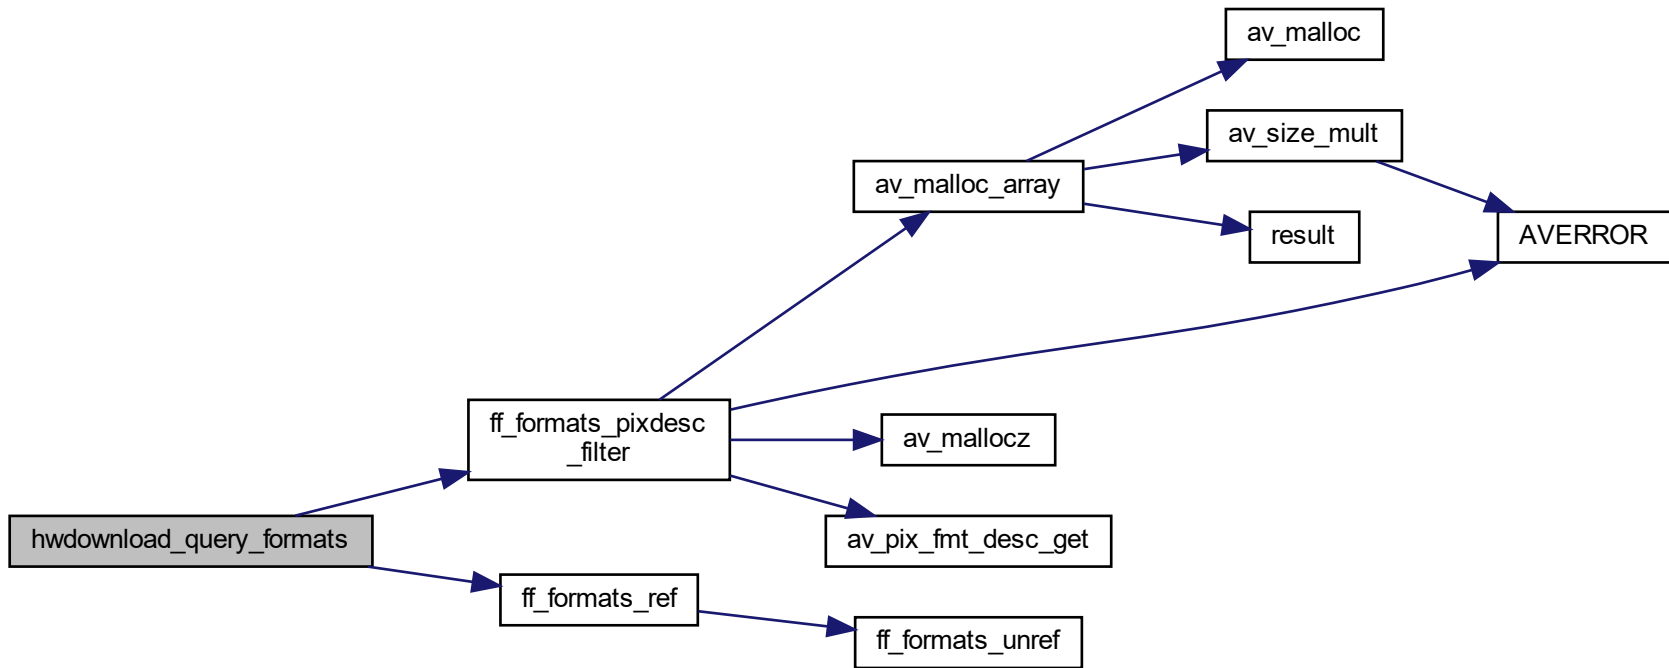 av_malloc
av_size_mult
av_malloc_array
result
AVERROR
ff_formats_pixdesc
_filter
av_mallocz
hwdownload_query_formats
av_pix_fmt_desc_get
ff_formats_ref
ff_formats_unref